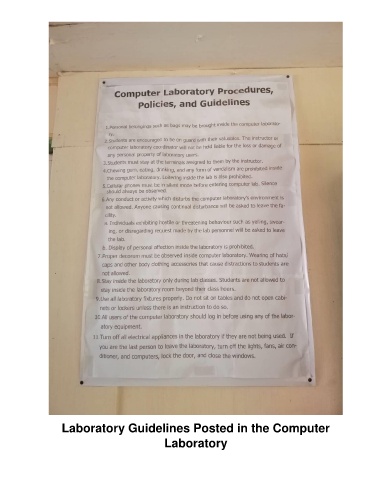 Computer Laboratory Procedures,
Policies, and Guidelines
1. Personal belongings such as bags may be brought inside the computer laborato-
ry.
2. Students are encouraged to be on guard with their valuables. The instructor or
computer laboratory coordinator will not be held liable for the loss or damage of
any personal property of laboratory users.
3. Students must stay at the terminals assigned to them by the instructor.
4. Chewing gum, eating, drinking, and any form of vandalism are prohibited inside
the computer laboratory. Loitering inside the lab is also prohibited.
5. Cellular phones must be in silent mode before entering computer lab. Silence
should always be observed.
6. Any conduct or activity which disturbs the computer laboratory's environment is
not allowed. Anyone causing continual disturbance will be asked to leave the fa-
cility.
a. Individuals exhibiting hostile or threatening behaviour such as yelling, swear-
ing, or disregarding request made by the lab personnel will be asked to leave
the lab.
b. Display of personal affection inside the laboratory is prohibited.
7. Proper decorum must be observed inside computer laboratory. Wearing of hats/
caps and other body clothing accessories that cause distractions to students are
not allowed.
8. Stay inside the laboratory only during lab classes. Students are not allowed to
stay inside the laboratory room beyond their class hours.
9. Use all laboratory fixtures properly. Do not sit on tables and do not open cabi-
nets or lockers unless there is an instruction to do so.
10. All users of the computer laboratory should log in before using any of the labor-
atory equipment.
11. Turn off all electrical appliances in the laboratory if they are not being used. If
you are the last person to leave the laboratory, turn off the lights, fans, air con-
ditioner, and computers, lock the door, and close the windows.
Laboratory Guidelines Posted in the Computer
Laboratory